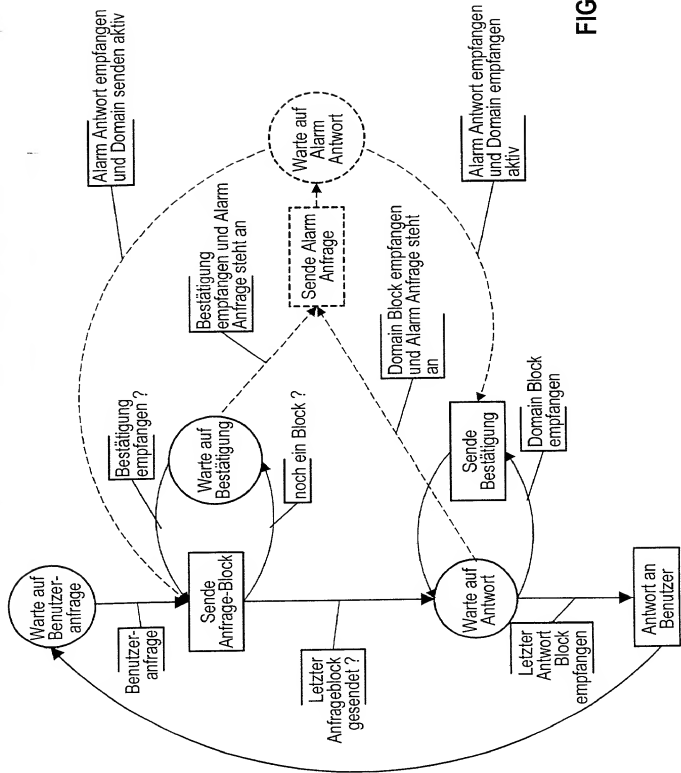 Warte auf
Benutzer-
anfrage
Benutzer-
anfrage
Sende
Anfrage-Block
Bestätigung
empfangen ?
Warte auf
Bestätigung
noch ein Block ?
Letzter
Anfrageblock
gesendet ?
Warte auf
Antwort
Letzter
Antwort
Block
empfangen
Antwort an
Benutzer
Sende
Bestätigung
Domain Block
empfangen
Bestätigung
empfangen und Alarm
Anfrage steht an
Domain Block empfangen
und Alarm Anfrage steht
an
Sende Alarm
Anfrage
Warte auf
Alarm
Antwort
Alarm Antwort empfangen
und Domain senden aktiv
Alarm Antwort empfangen
und Domain empfangen
aktiv
FIG